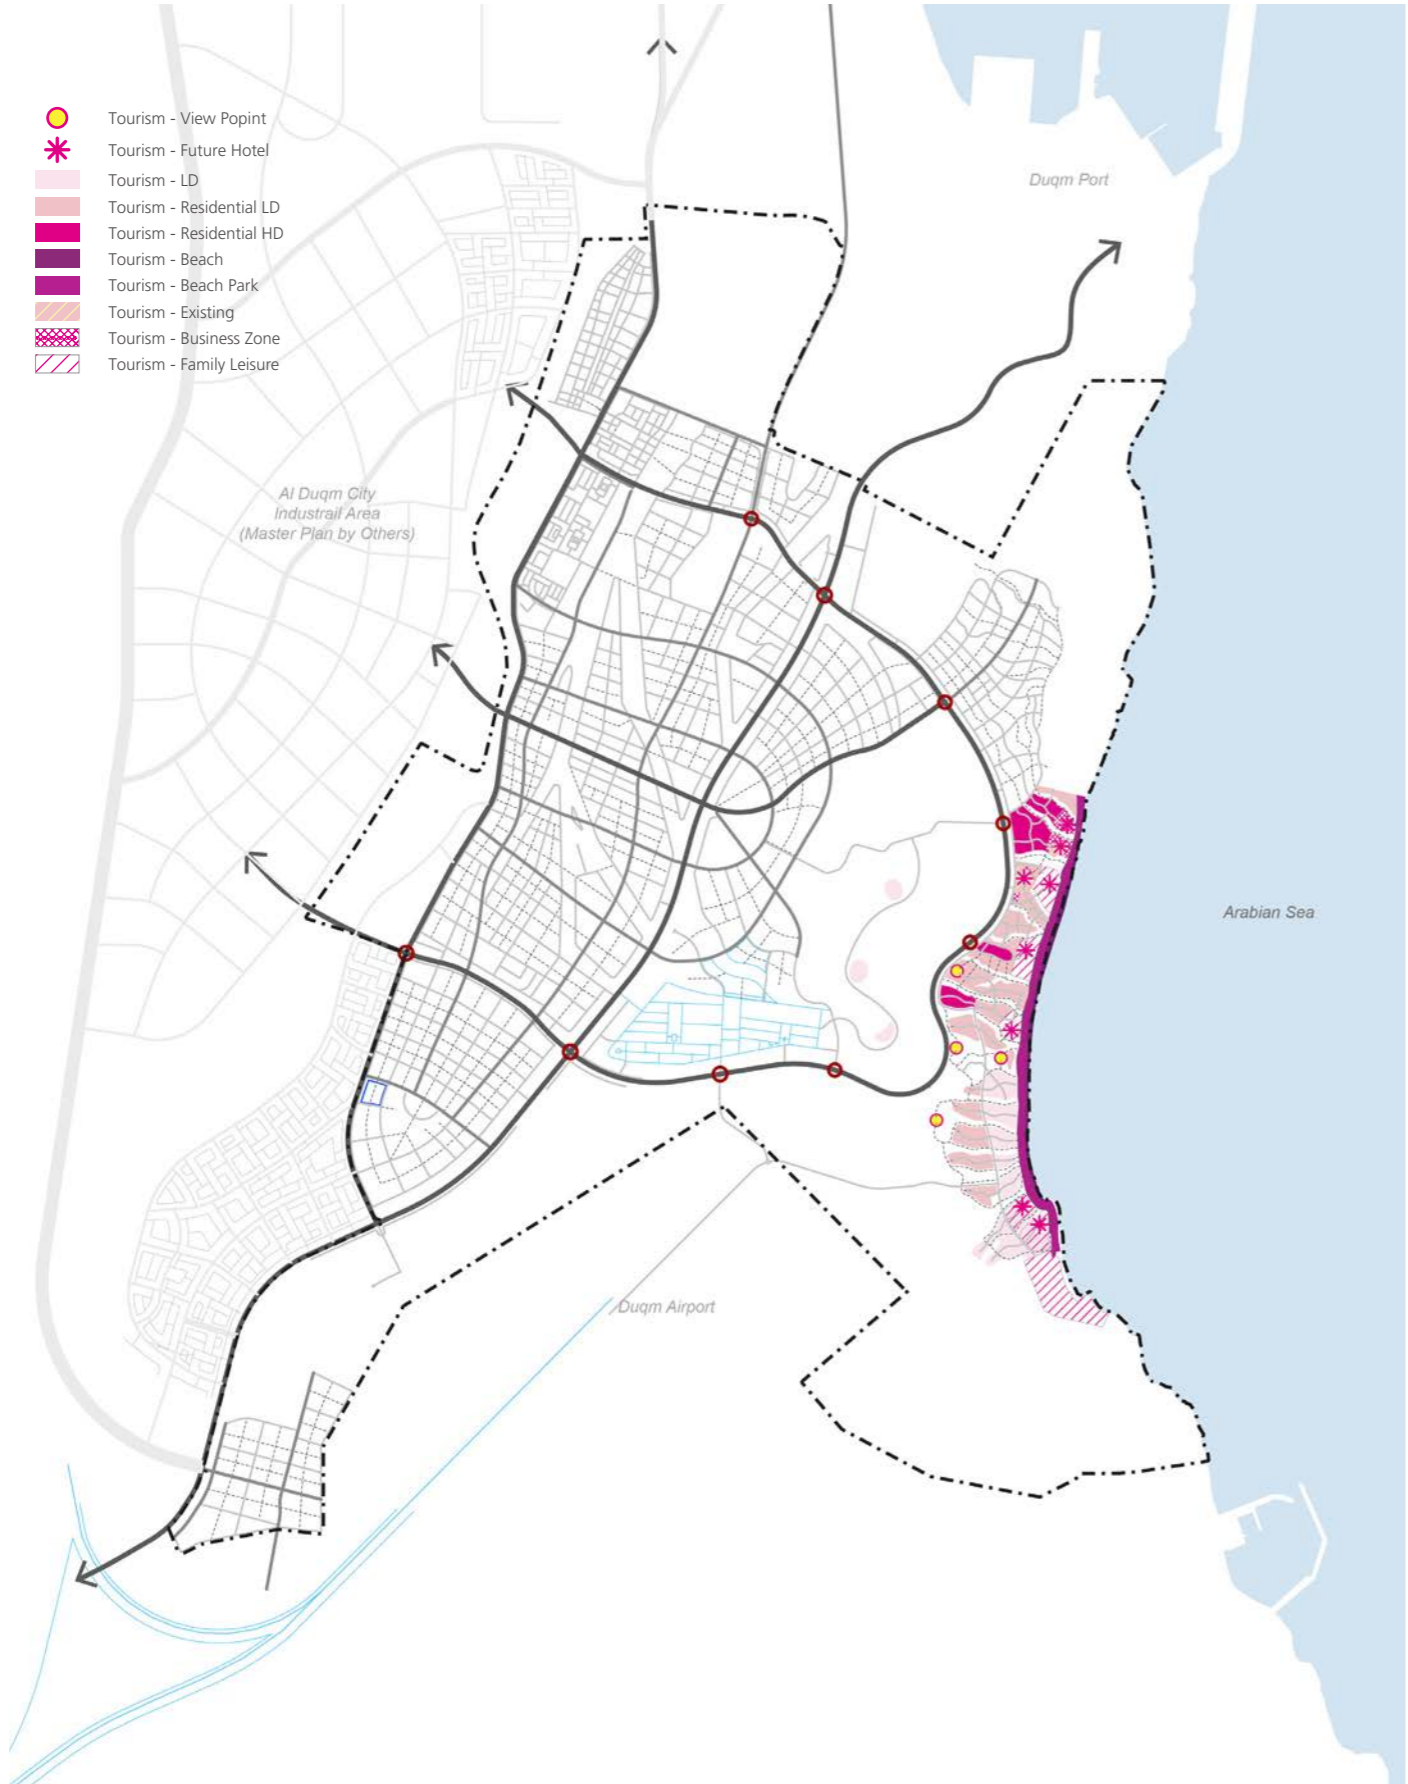 Tourism - View Popint
Tourism - Future Hotel
Tourism - LD
Tourism - Residential LD
Tourism - Residential HD
Tourism - Beach
Tourism - Beach Park
Tourism - Existing
Tourism - Business Zone
Tourism - Family Leisure
Duqm Port
Al Duqm City
Industrail Area
(Master Plan by Others)
Arabian Sea
Duqm Airport